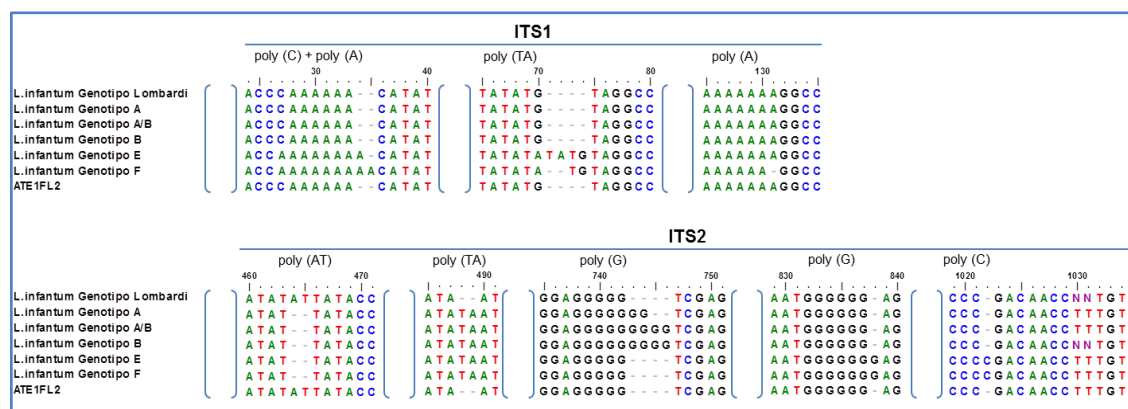 ITS1
poly (C) + poly (A) poly (TA) poly (A)
30 40 70 80 130
L.infantum Genotipo Lombardi ACCCAAAAAA--CATAT TATATG----TAGGCC AAAAAAAGGCC
L.infantum Genotipo A ACCCAAAAAA--CATAT TATATG----TAGGCC AAAAAAAGGCC
L.infantum Genotipo A/B ACCCAAAAAA--CATAT TATATG----TAGGCC AAAAAAAGGCC
L.infantum Genotipo B ACCCAAAAAA--CATAT TATATG----TAGGCC AAAAAAAGGCC
L.infantum Genotipo E ACCAAAAAAAA-CATAT TATATATATGTAGGCC AAAAAAAGGCC
L.infantum Genotipo F ACCAAAAAAAAACATAT TATATA--TGTAGGCC AAAAAA-GGCC
ATE1FL2 ACCCAAAAAA--CATAT TATATG----TAGGCC AAAAAAAGGCC
ITS2
poly (AT) poly (TA) poly (G) poly (G) poly (C)
460 470 490 740 750 830 840 1020 1030
L.infantum Genotipo Lombardi ATATATTATACC ATA--AT GGAGGGGG----TCGAG AATGGGGGG-AG CCC-GACAACCNNTGT
L.infantum Genotipo A ATAT--TATACC ATATAAT GGAGGGGGGG--TCGAG AATGGGGGG-AG CCC-GACAACCTTTGT
L.infantum Genotipo A/B ATAT--TATACC ATATAAT GGAGGGGGGGGGTCGAG AATGGGGGG-AG CCC-GACAACCTTTGT
L.infantum Genotipo B ATAT--TATACC ATATAAT GGAGGGGGGGGGTCGAG AATGGGGGG-AG CCC-GACAACCNNTGT
L.infantum Genotipo E ATAT--TATACC ATATAAT GGAGGGGG----TCGAG AATGGGGGGGAG CCCCGACAACCTTTGT
L.infantum Genotipo F ATAT--TATACC ATATAAT GGAGGGGG----TCGAG AATGGGGGGGAG CCCCGACAACCTTTGT
ATE1FL2 ATATATTATACC ATA--AT GGAGGGGG----TCGAG AATGGGGGG-AG CCC-GACAACCTTTGT